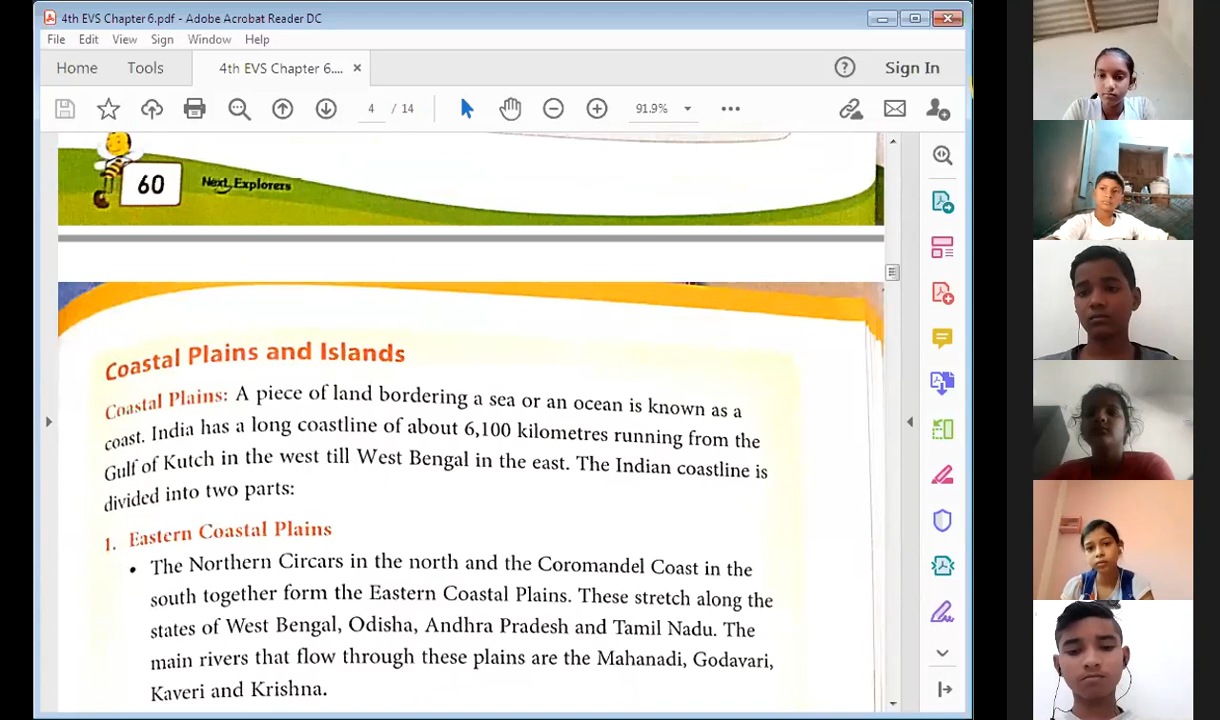 4th EVS Chapter 6.pdf - Adobe Acrobat Reader DC
File Edit View Sign Window Help
Home Tools 4th EVS Chapter 6.... × Sign In
4 / 14 91.9%
60 Next Explorers
Coastal Plains and Islands
Coastal Plains: A piece of land bordering a sea or an ocean is known as a
coast. India has a long coastline of about 6,100 kilometres running from the
Gulf of Kutch in the west till West Bengal in the east. The Indian coastline is
divided into two parts:
1. Eastern Coastal Plains
• The Northern Circars in the north and the Coromandel Coast in the
south together form the Eastern Coastal Plains. These stretch along the
states of West Bengal, Odisha, Andhra Pradesh and Tamil Nadu. The
main rivers that flow through these plains are the Mahanadi, Godavari,
Kaveri and Krishna.